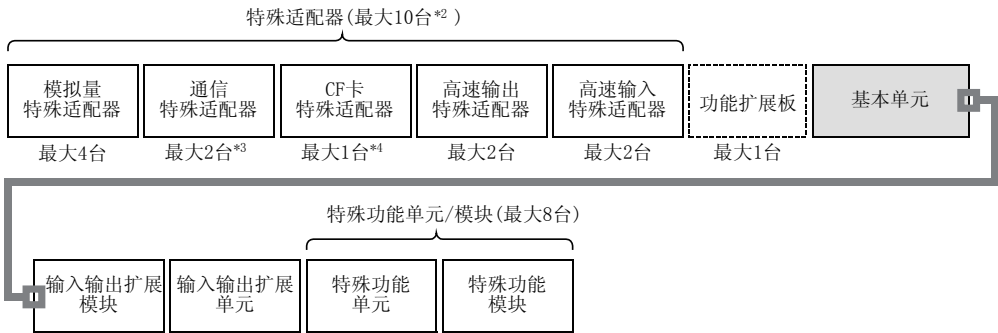 特殊适配器(最大10台*2 )
模拟量
特殊适配器
通信
特殊适配器
CF卡
特殊适配器
高速输出
特殊适配器
高速输入
特殊适配器
功能扩展板
基本单元
最大4台
最大2台*3
最大1台*4
最大2台
最大2台
最大1台
特殊功能单元/模块(最大8台)
输入输出扩展
模块
输入输出扩展
单元
特殊功能
单元
特殊功能
模块